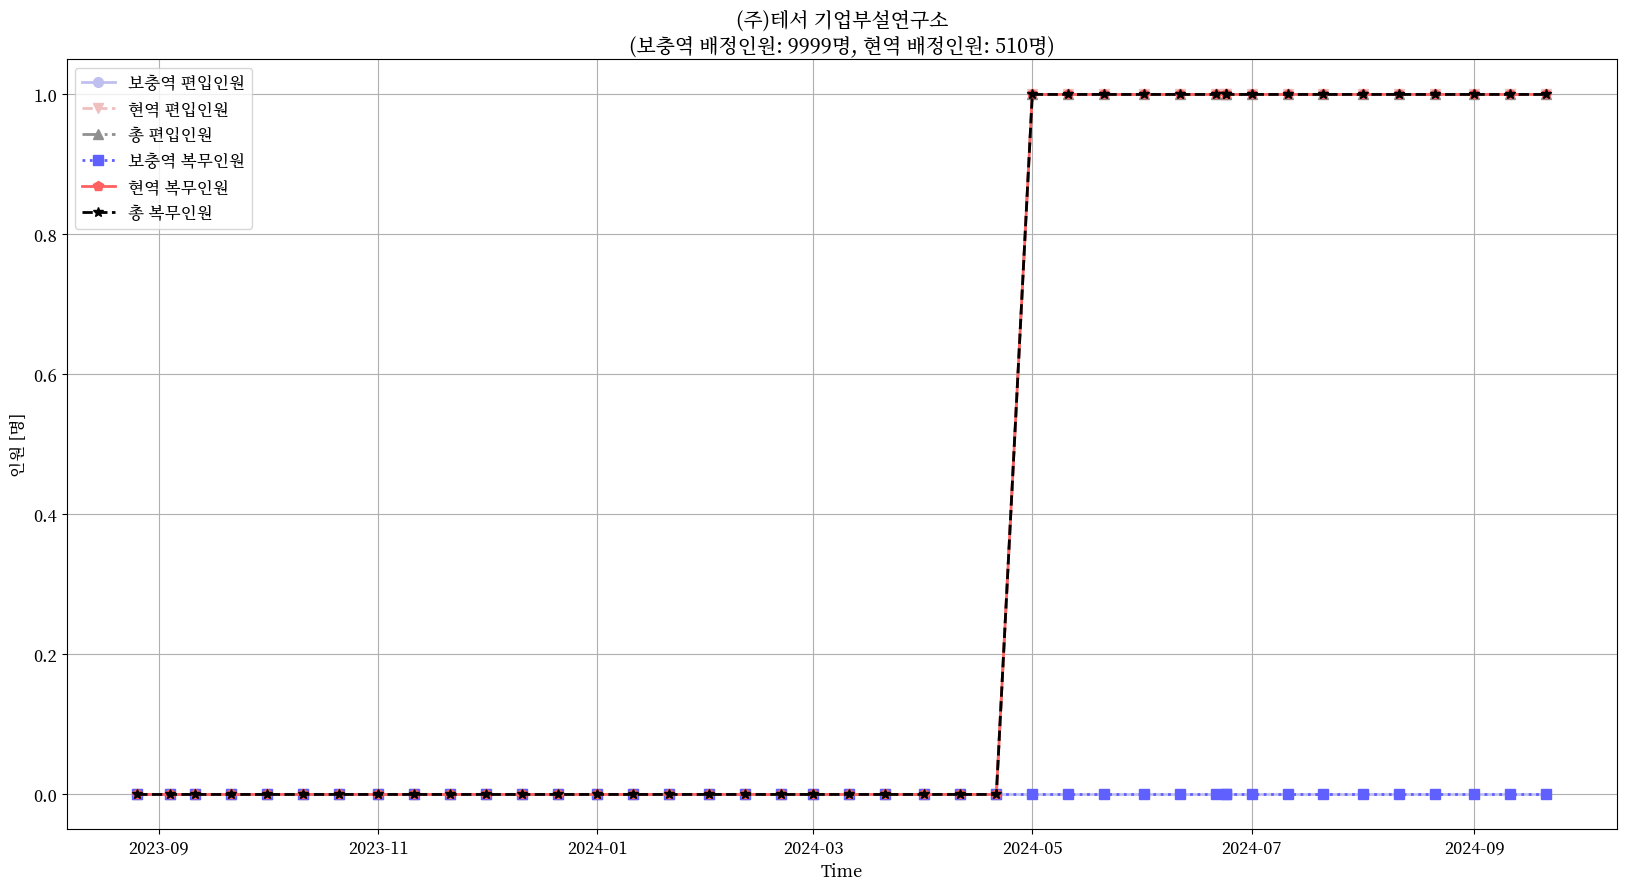 (주)테서 기업부설연구소
(보충역 배정인원: 9999명, 현역 배정인원: 510명)
보충역 편입인원
현역 편입인원
총 편입인원
보충역 복무인원
현역 복무인원
총 복무인원
1.0
0.8
0.6
0.4
0.2
0.0
인원 [명]
2023-09
2023-11
2024-01
2024-03
2024-05
2024-07
2024-09
Time